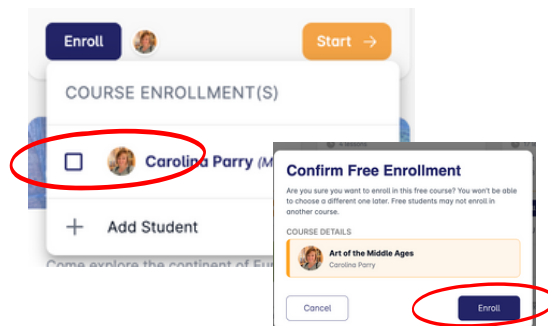 Enroll
Start →
COURSE ENROLLMENT(S)
Carolina Parry (M
+ Add Student
Come explore the continent of Eur
Confirm Free Enrollment
Are you sure you want to enroll in this free course? You won't be able
to choose a different one later. Free students may not enroll in
another course.
COURSE DETAILS
Art of the Middle Ages
Carolina Parry
Cancel
Enroll